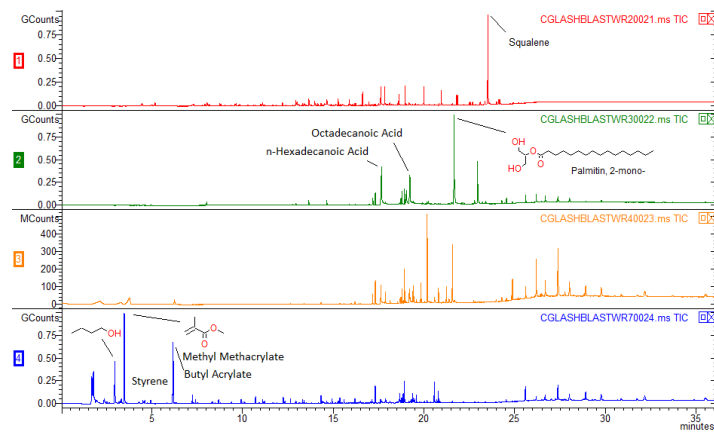 GCounts
CGLASHBLASTWR20021.ms TIC
Squalene
0.75
1
0.50
0.25
0.00
GCounts
CGLASHBLASTWR30022.ms TIC
Octadecanoic Acid
0.75
OH
n-Hexadecanoic Acid
O
2
0.50
O
HO
Palmitin, 2-mono-
0.25
0.00
MCounts
CGLASHBLASTWR40023.ms TIC
400
3
300
200
100
0
GCounts
CGLASHBLASTWR70024.ms TIC
OH
O
O
0.75
Methyl Methacrylate
4
0.50
Styrene
Butyl Acrylate
0.25
0.00
5
10
15
20
25
30
35
minutes